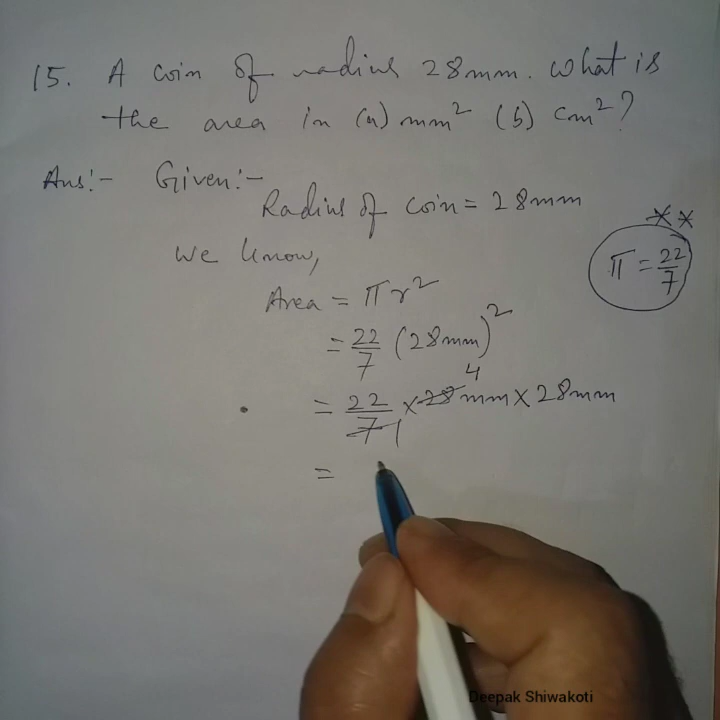 15. A coin of radius 28mm. What is
the area in (a) mm² (b) cm²?
Ans:- Given:-
Radius of coin = 28mm
We know,
Area = πr²
= 22/7 (28mm)²
= 22/7 × 28 mm × 28mm
4
1
=
**
π = 22/7
Deepak Shiwakoti